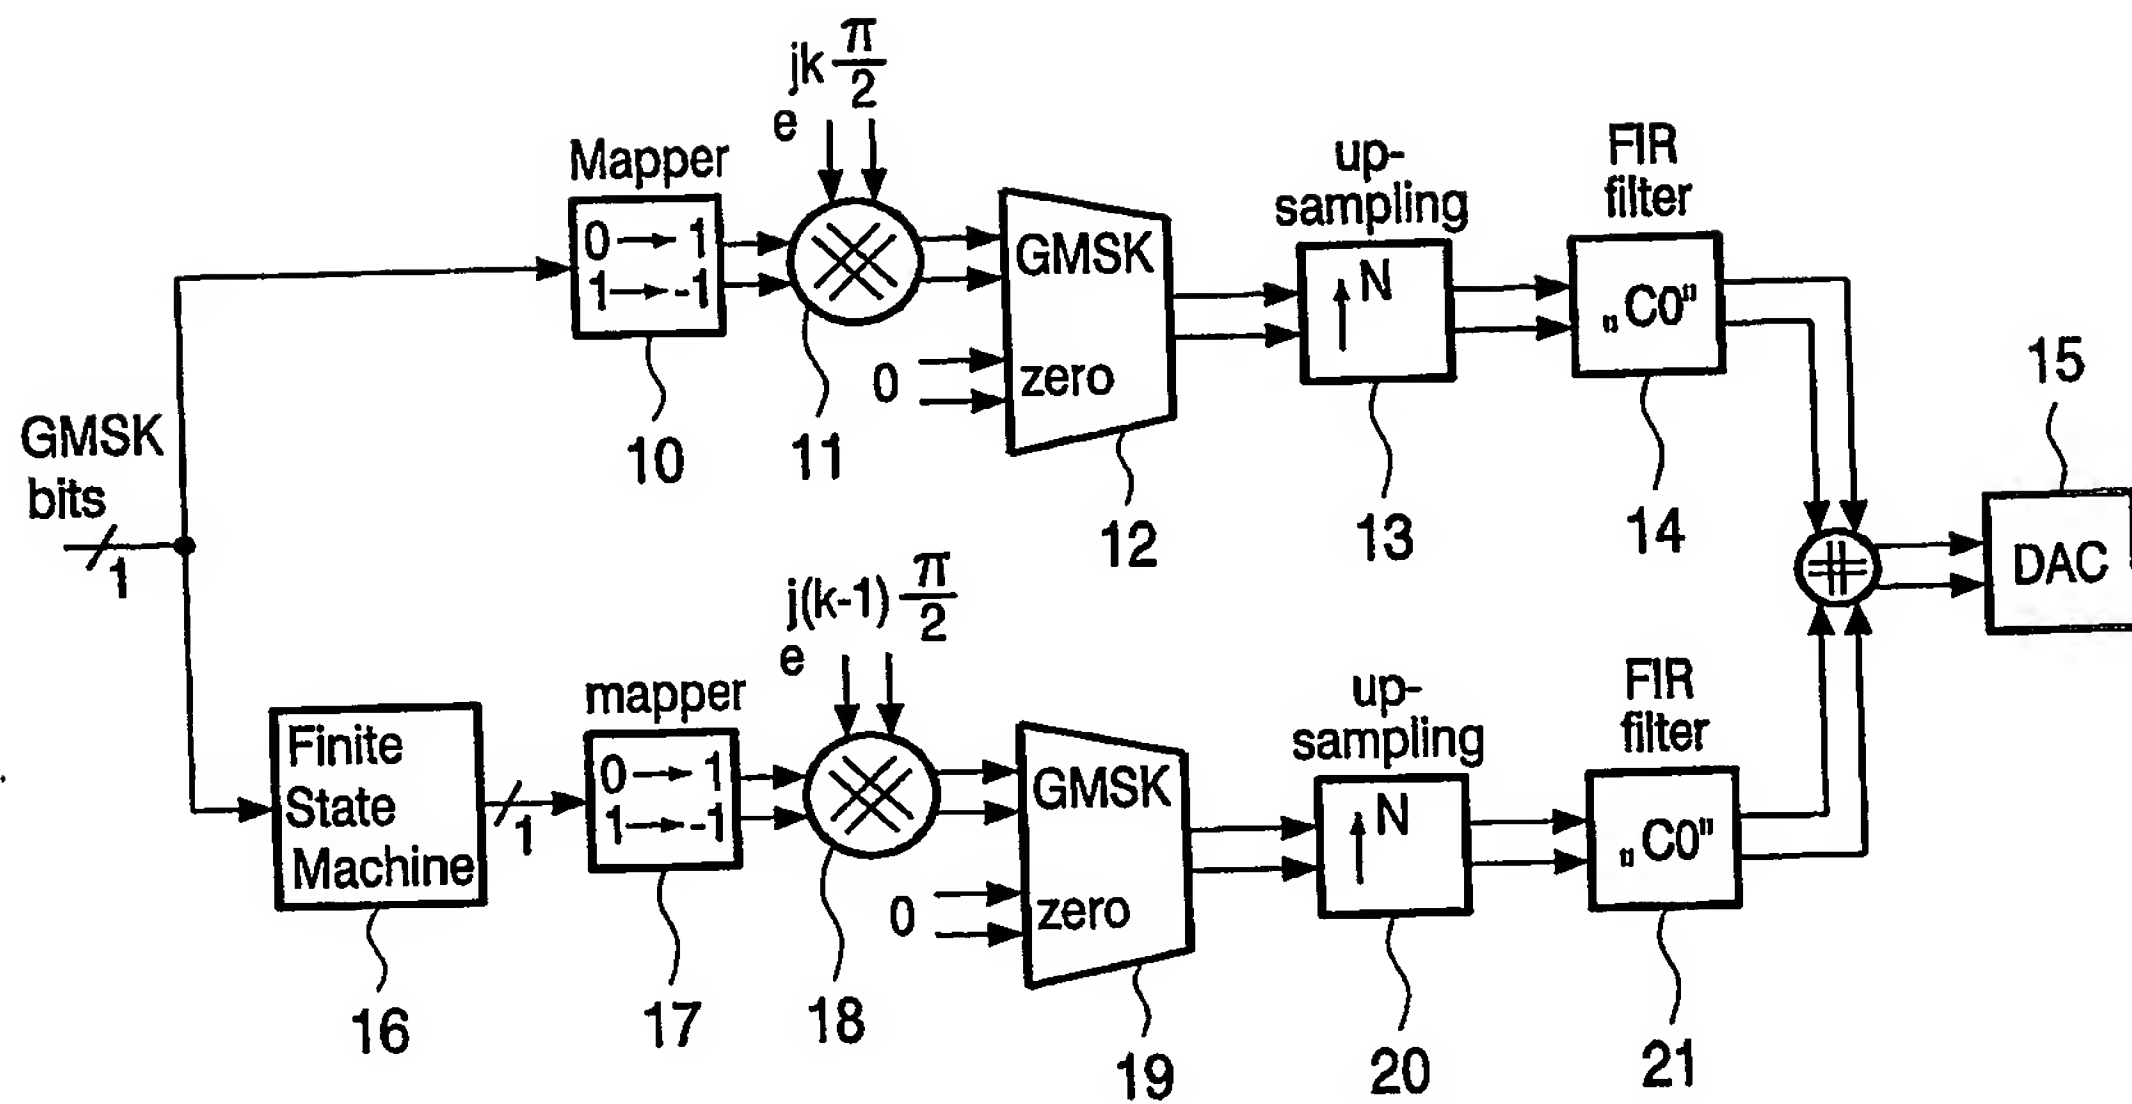 jk π/2
e
Mapper
0 → 1
1 → -1
10
11
GMSK
zero
0
12
up-
sampling
↑ N
13
FIR
filter
„C0"
14
15
DAC
GMSK
bits
1
Finite
State
Machine
16
1
mapper
0 → 1
1 → -1
17
j(k-1) π/2
e
18
GMSK
zero
0
19
up-
sampling
↑ N
20
FIR
filter
„C0"
21